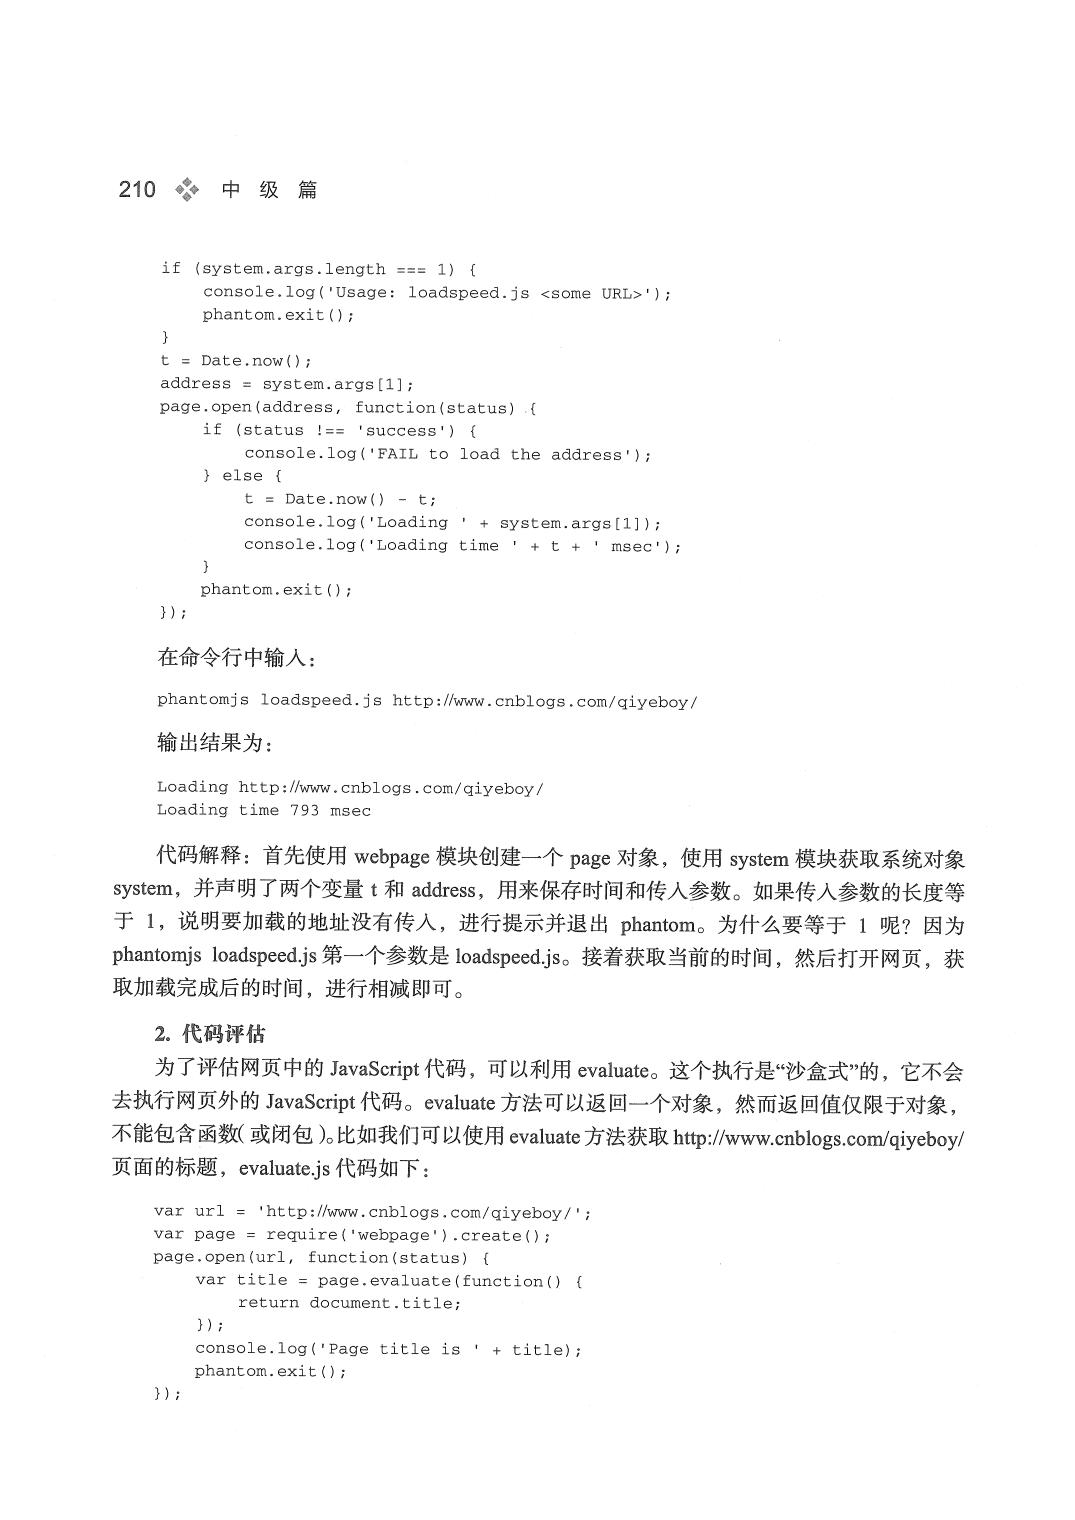 210 中 级 篇
if (system.args.length === 1) {
    console.log('Usage: loadspeed.js <some URL>');
    phantom.exit();
}
t = Date.now();
address = system.args[1];
page.open(address, function(status) {
    if (status !== 'success') {
        console.log('FAIL to load the address');
    } else {
        t = Date.now() - t;
        console.log('Loading ' + system.args[1]);
        console.log('Loading time ' + t + ' msec');
    }
    phantom.exit();
});
在命令行中输入：
phantomjs loadspeed.js http://www.cnblogs.com/qiyeboy/
输出结果为：
Loading http://www.cnblogs.com/qiyeboy/
Loading time 793 msec
代码解释：首先使用 webpage 模块创建一个 page 对象，使用 system 模块获取系统对象
system，并声明了两个变量 t 和 address，用来保存时间和传入参数。如果传入参数的长度等
于 1，说明要加载的地址没有传入，进行提示并退出 phantom。为什么要等于 1 呢？因为
phantomjs loadspeed.js 第一个参数是 loadspeed.js。接着获取当前的时间，然后打开网页，获
取加载完成后的时间，进行相减即可。
2. 代码评估
为了评估网页中的 JavaScript 代码，可以利用 evaluate。这个执行是“沙盒式”的，它不会
去执行网页外的 JavaScript 代码。evaluate 方法可以返回一个对象，然而返回值仅限于对象，
不能包含函数（或闭包）。比如我们可以使用 evaluate 方法获取 http://www.cnblogs.com/qiyeboy/
页面的标题，evaluate.js 代码如下：
var url = 'http://www.cnblogs.com/qiyeboy/';
var page = require('webpage').create();
page.open(url, function(status) {
    var title = page.evaluate(function() {
        return document.title;
    });
    console.log('Page title is ' + title);
    phantom.exit();
});